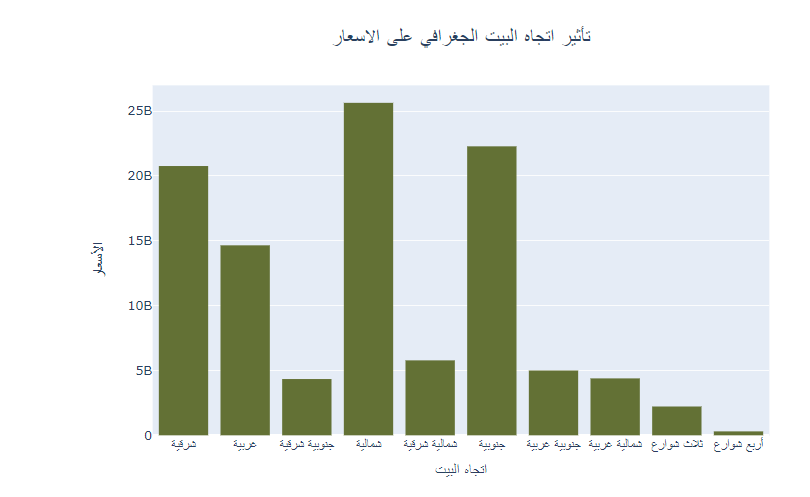 تأثير اتجاه البيت الجغرافي على الاسعار
25B
20B
15B
10B
5B
0
الأسعار
شرقية
غربية
جنوبية شرقية
شمالية
شمالية شرقية
جنوبية
جنوبية غربية
شمالية غربية
ثلاث شوارع
أربع شوارع
اتجاه البيت